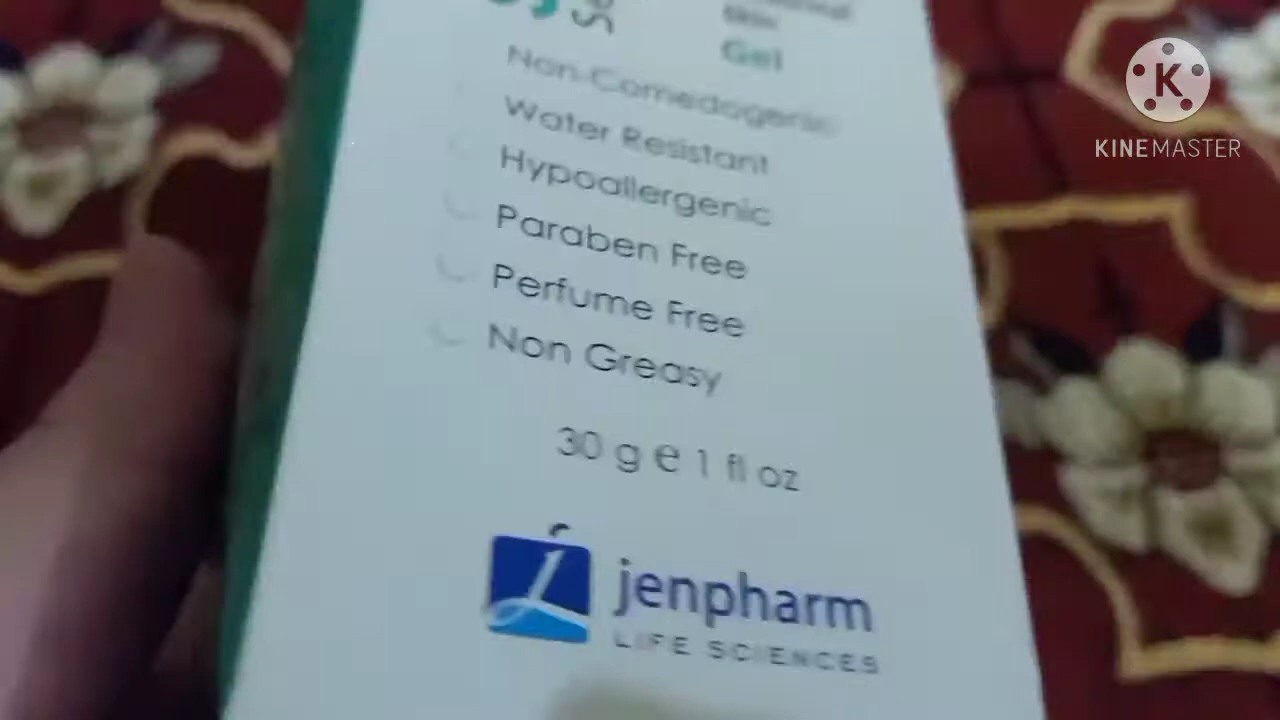 Gel
Non-Comedogenic
Water Resistant
Hypoallergenic
Paraben Free
Perfume Free
Non Greasy
30 g e 1 fl oz
jenpharm
LIFE SCIENCES
K
KINEMASTER